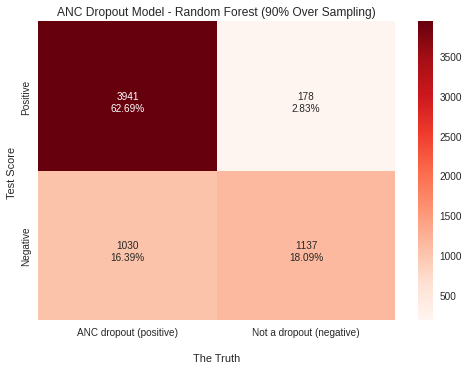 ANC Dropout Model - Random Forest (90% Over Sampling)
Test Score
Positive
Negative
3941
62.69%
178
2.83%
1030
16.39%
1137
18.09%
ANC dropout (positive)
Not a dropout (negative)
The Truth
3500
3000
2500
2000
1500
1000
500